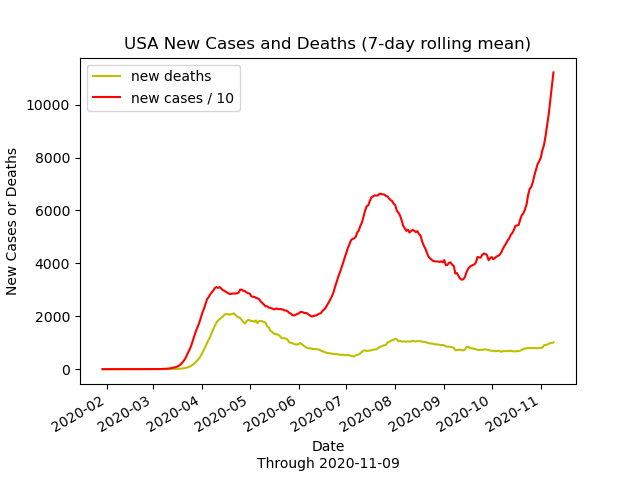 USA New Cases and Deaths (7-day rolling mean)
new deaths
new cases / 10
New Cases or Deaths
10000
8000
6000
4000
2000
0
2020-02
2020-03
2020-04
2020-05
2020-06
2020-07
2020-08
2020-09
2020-10
2020-11
Date
Through 2020-11-09